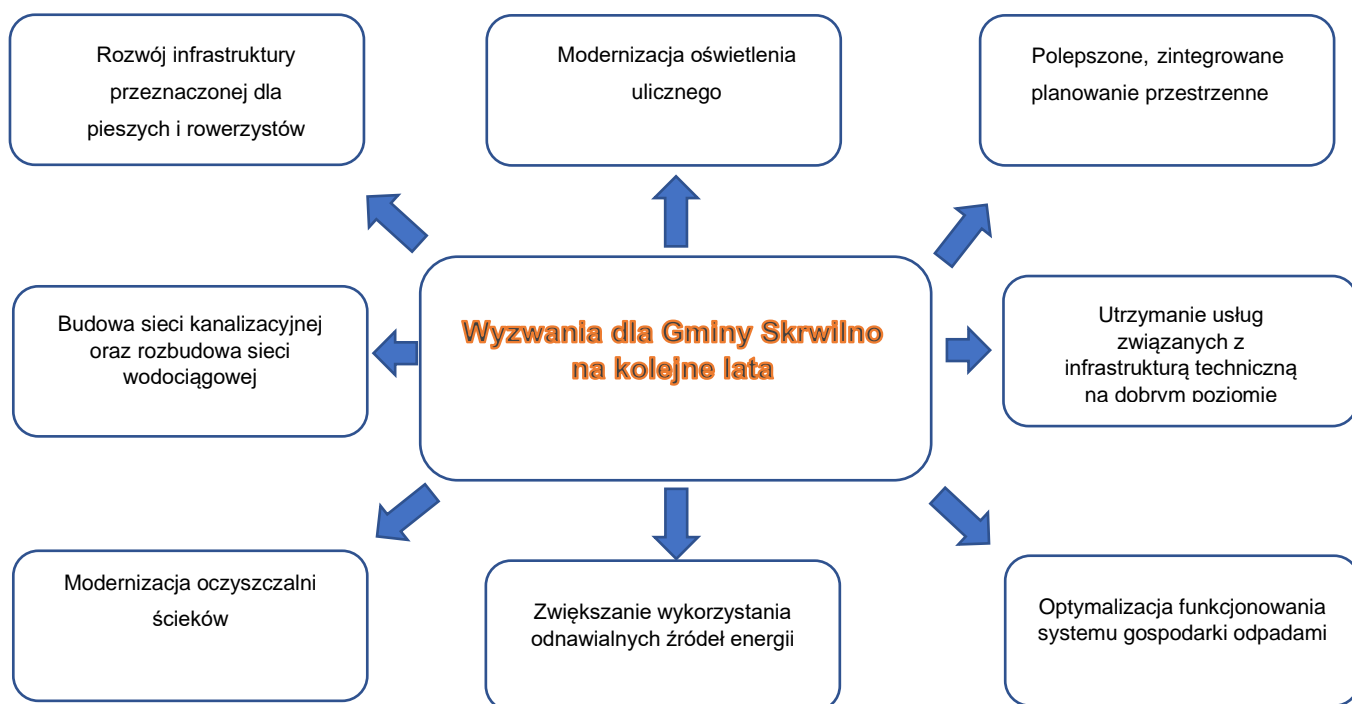 Rozwój infrastruktury
przeznaczonej dla
pieszych i rowerzystów
Modernizacja oświetlenia
ulicznego
Polepszone, zintegrowane
planowanie przestrzenne
Budowa sieci kanalizacyjnej
oraz rozbudowa sieci
wodociągowej
Wyzwania dla Gminy Skrwilno
na kolejne lata
Utrzymanie usług
związanych z
infrastrukturą techniczną
na dobrym poziomie
Modernizacja oczyszczalni
ścieków
Zwiększanie wykorzystania
odnawialnych źródeł energii
Optymalizacja funkcjonowania
systemu gospodarki odpadami